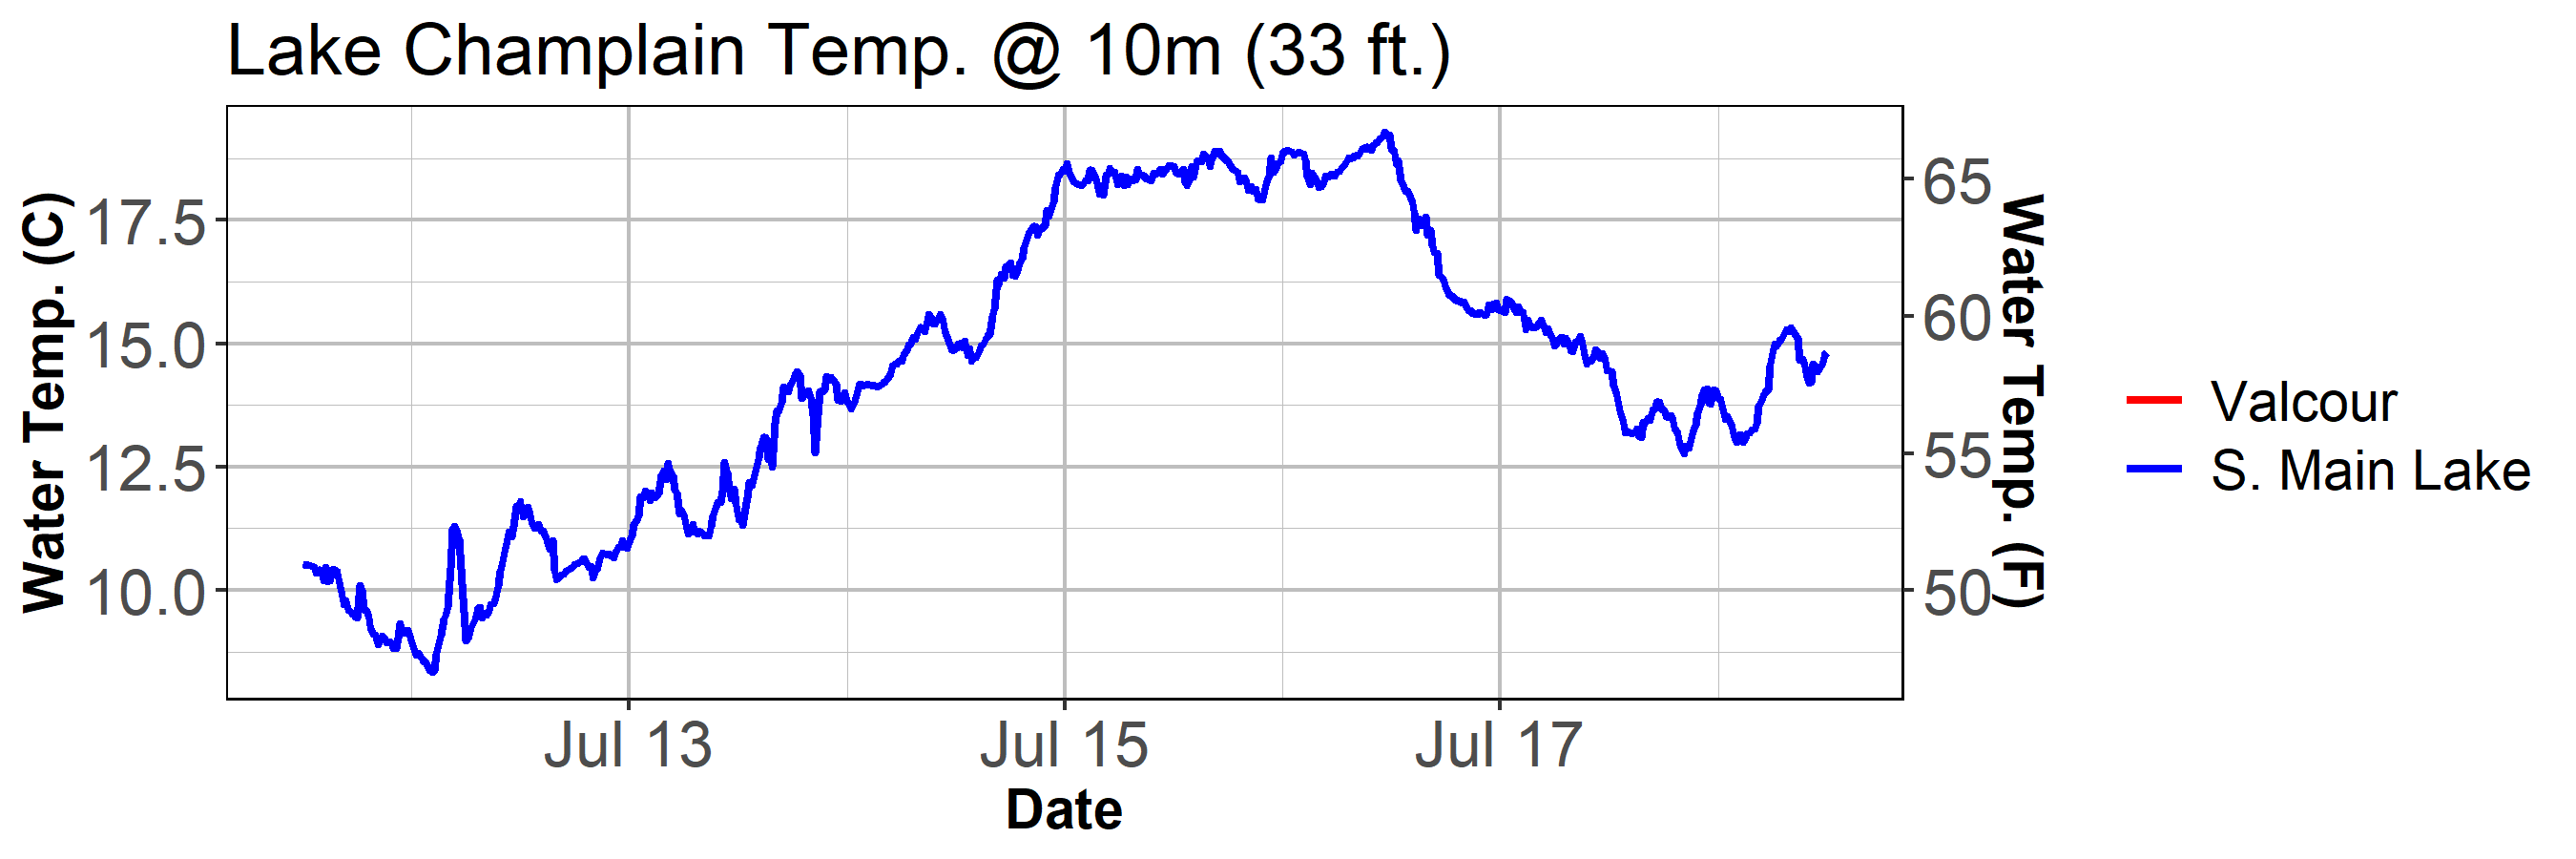 Lake Champlain Temp. @ 10m (33 ft.)
Water Temp. (C)
17.5
15.0
12.5
10.0
65
60
55
50
Water Temp. (F)
Jul 13
Jul 15
Jul 17
Date
Valcour
S. Main Lake